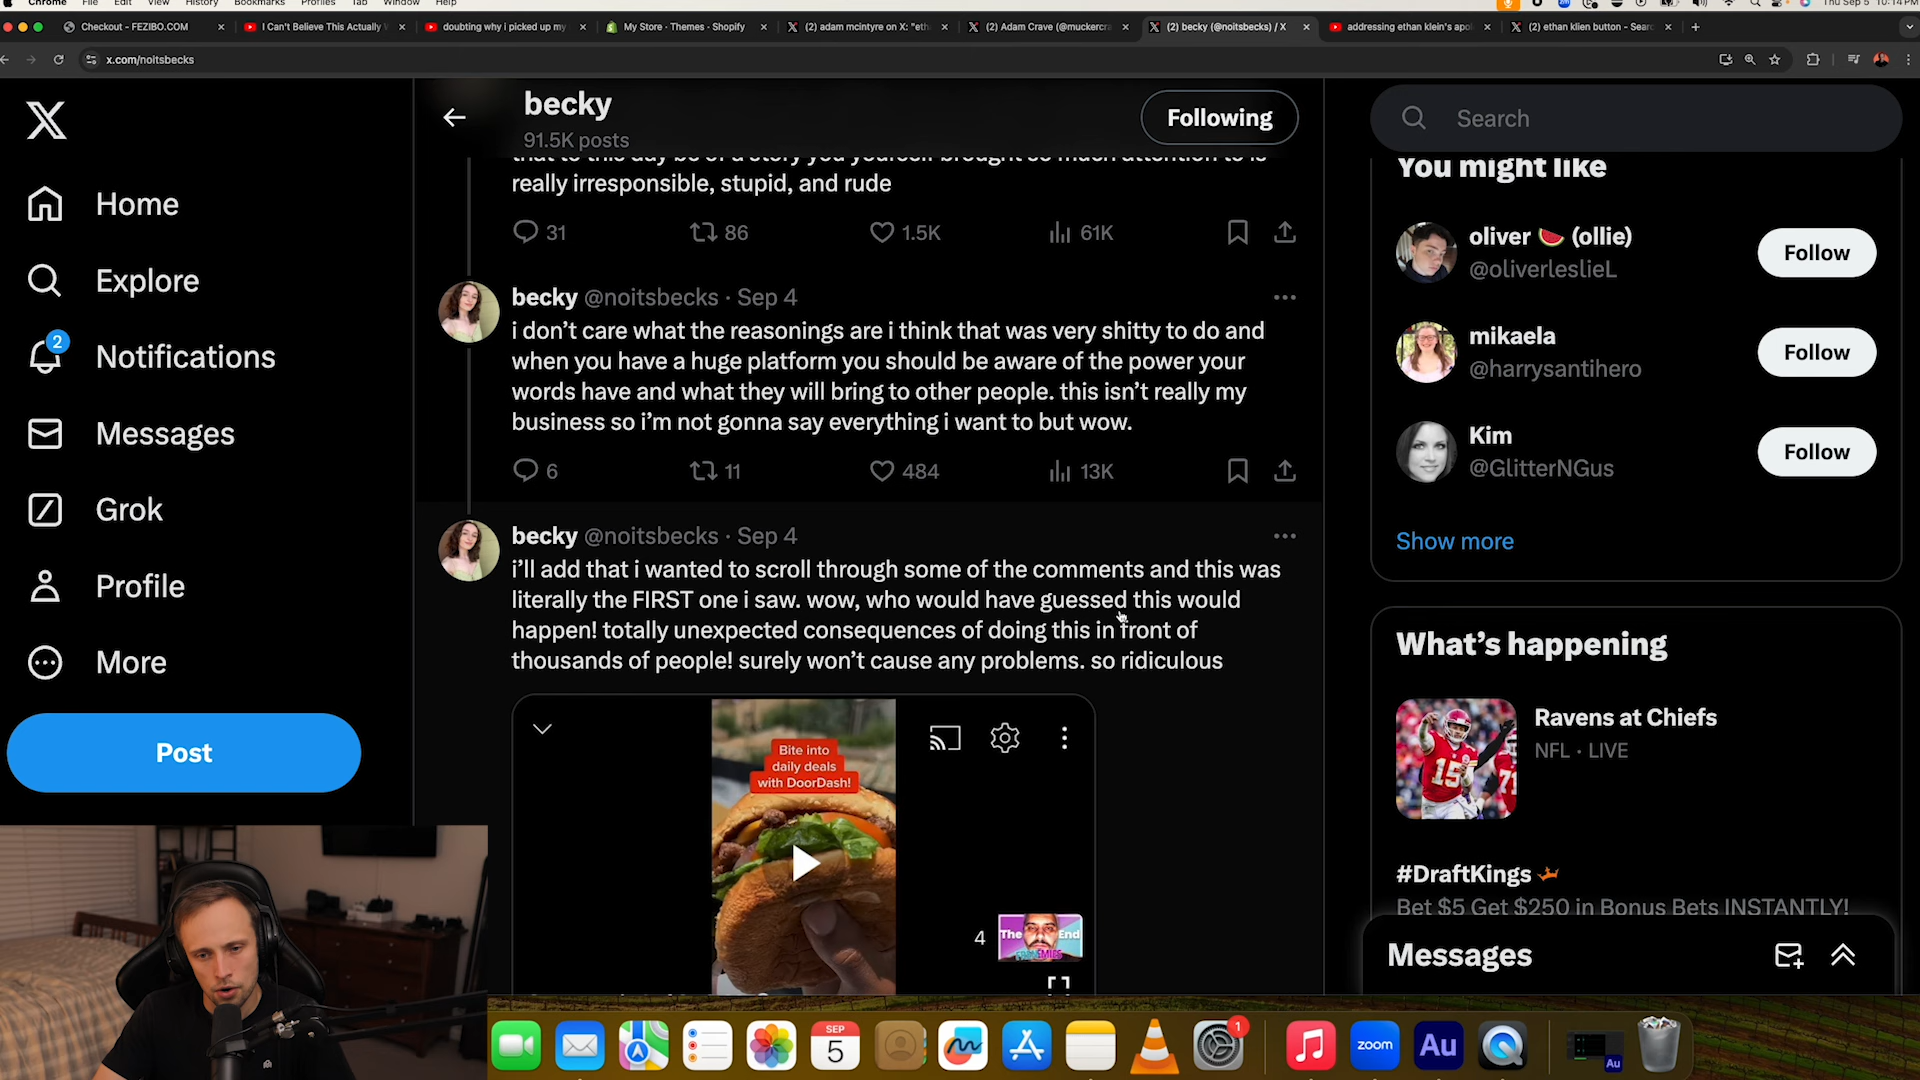 Chrome File Edit View History Bookmarks Profiles Tab Window Help
Thu Sep 5 10:14 PM
Checkout - FEZIBO.COM
I Can't Believe This Actually
doubting why i picked up my
My Store · Themes · Shopify
(2) adam mcintyre on X: "eth
(2) Adam Crave (@muckercra
(2) becky (@noitsbecks) / X
addressing ethan klein's apol
(2) ethan klien button - Sear
x.com/noitsbecks
becky
91.5K posts
Following
Search
Home
Explore
2
Notifications
Messages
Grok
Profile
More
Post
that to this day be of a story you yourself brought so much attention to is
really irresponsible, stupid, and rude
31 86 1.5K 61K
becky @noitsbecks · Sep 4
i don't care what the reasonings are i think that was very shitty to do and
when you have a huge platform you should be aware of the power your
words have and what they will bring to other people. this isn't really my
business so i'm not gonna say everything i want to but wow.
6 11 484 13K
becky @noitsbecks · Sep 4
i'll add that i wanted to scroll through some of the comments and this was
literally the FIRST one i saw. wow, who would have guessed this would
happen! totally unexpected consequences of doing this in front of
thousands of people! surely won't cause any problems. so ridiculous
Bite into
daily deals
with DoorDash!
4
The End
You might like
oliver 🍉 (ollie)
@oliverleslieL
Follow
mikaela
@harrysantihero
Follow
Kim
@GlitterNGus
Follow
Show more
What's happening
Ravens at Chiefs
NFL · LIVE
15
#DraftKings
Bet $5 Get $250 in Bonus Bets INSTANTLY!
Messages
SEP
5
1
zoom
Au
Au